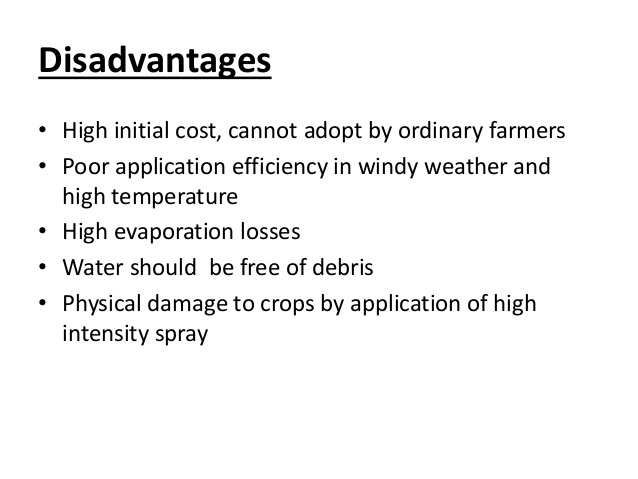 Disadvantages
• High initial cost, cannot adopt by ordinary farmers
• Poor application efficiency in windy weather and
high temperature
• High evaporation losses
• Water should  be free of debris
• Physical damage to crops by application of high
intensity spray